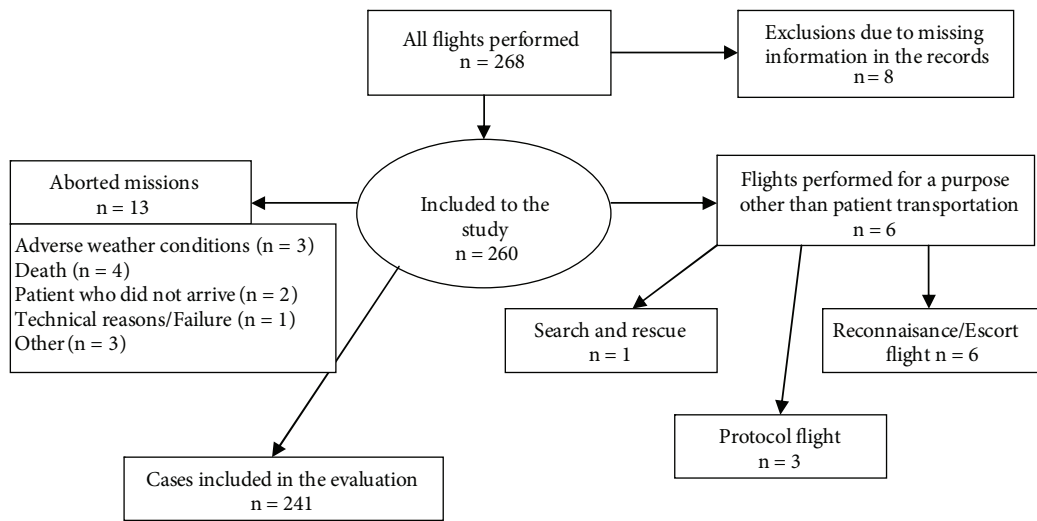 All flights performed
n = 268
Exclusions due to missing
information in the records
n = 8
Aborted missions
n = 13
Adverse weather conditions (n = 3)
Death (n = 4)
Patient who did not arrive (n = 2)
Technical reasons/Failure (n = 1)
Other (n = 3)
Included to the
study
n = 260
Flights performed for a purpose
other than patient transportation
n = 6
Search and rescue
n = 1
Reconnaisance/Escort
flight n = 6
Protocol flight
n = 3
Cases included in the evaluation
n = 241